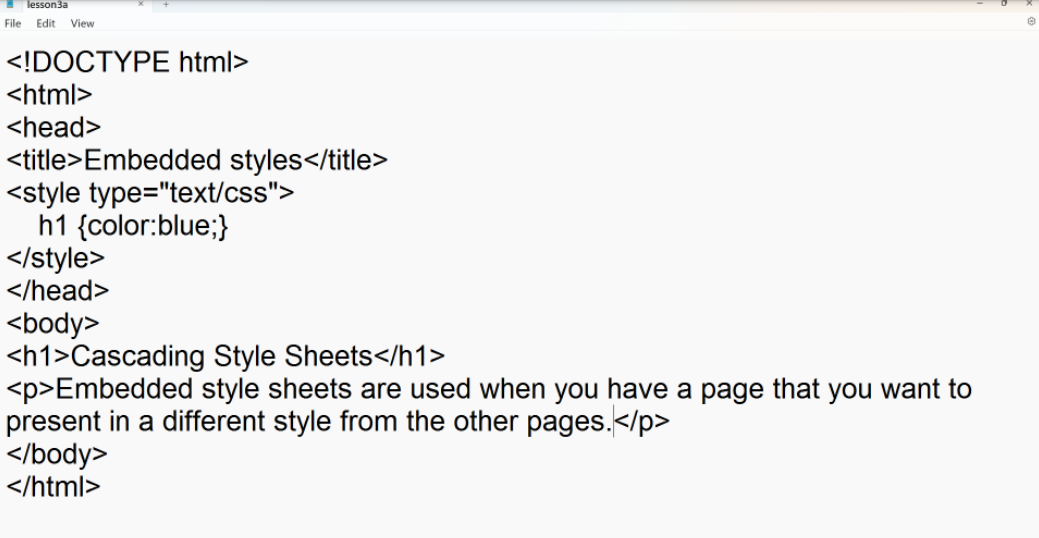 lesson3a
File Edit View
<!DOCTYPE html>
<html>
<head>
<title>Embedded styles</title>
<style type="text/css">
h1 {color:blue;}
</style>
</head>
<body>
<h1>Cascading Style Sheets</h1>
<p>Embedded style sheets are used when you have a page that you want to
present in a different style from the other pages.</p>
</body>
</html>